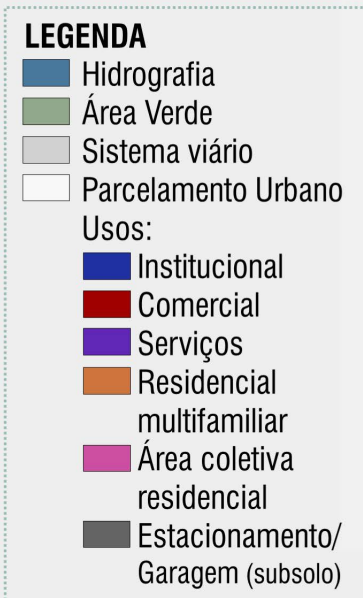 LEGENDA
Hidrografia
Área Verde
Sistema viário
Parcelamento Urbano
Usos:
Institucional
Comercial
Serviços
Residencial
multifamiliar
Área coletiva
residencial
Estacionamento/
Garagem (subsolo)